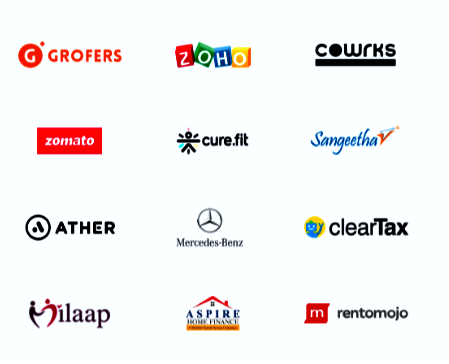 GROFERS
ZOHO
COWRKS
zomato
cure.fit
Sangeetha
ATHER
Mercedes-Benz
clearTax
Milaap
ASPIRE
HOME FINANCE
m rentomojo